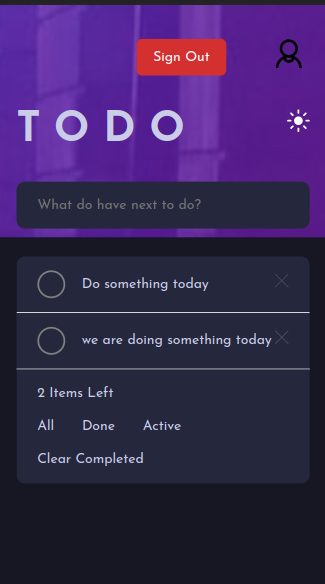 Sign Out
TODO
What do have next to do?
Do something today
we are doing something today
2 Items Left
All Done Active
Clear Completed